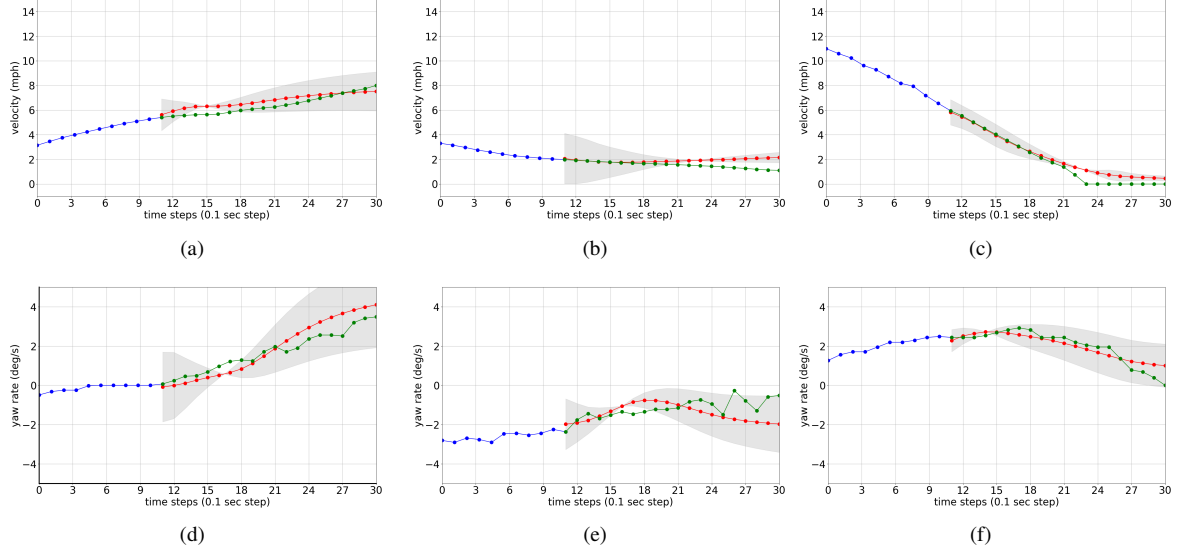 14
12
10
8
6
4
2
0
velocity (mph)
0 3 6 9 12 15 18 21 24 27 30
time steps (0.1 sec step)
(a)
14
12
10
8
6
4
2
0
velocity (mph)
0 3 6 9 12 15 18 21 24 27 30
time steps (0.1 sec step)
(b)
14
12
10
8
6
4
2
0
velocity (mph)
0 3 6 9 12 15 18 21 24 27 30
time steps (0.1 sec step)
(c)
4
2
0
−2
−4
yaw rate (deg/s)
0 3 6 9 12 15 18 21 24 27 30
time steps (0.1 sec step)
(d)
4
2
0
−2
−4
yaw rate (deg/s)
0 3 6 9 12 15 18 21 24 27 30
time steps (0.1 sec step)
(e)
4
2
0
−2
−4
yaw rate (deg/s)
0 3 6 9 12 15 18 21 24 27 30
time steps (0.1 sec step)
(f)